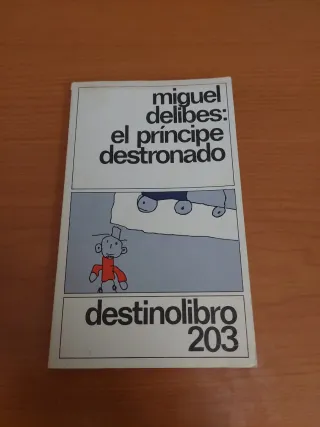 miguel
delibes:
el príncipe
destronado
destinolibro
203